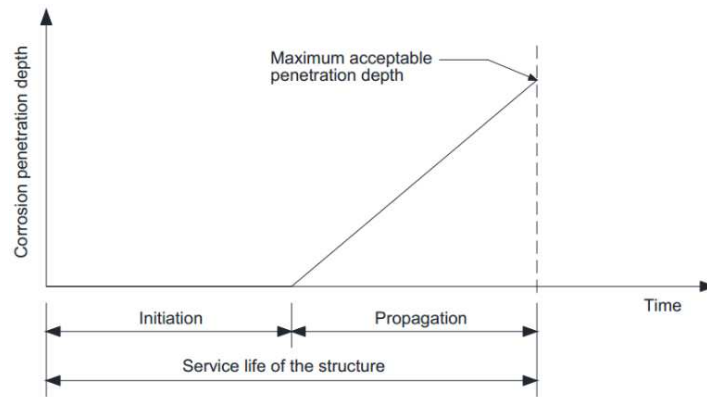 Corrosion penetration depth
Maximum acceptable
penetration depth
Time
Initiation
Propagation
Service life of the structure